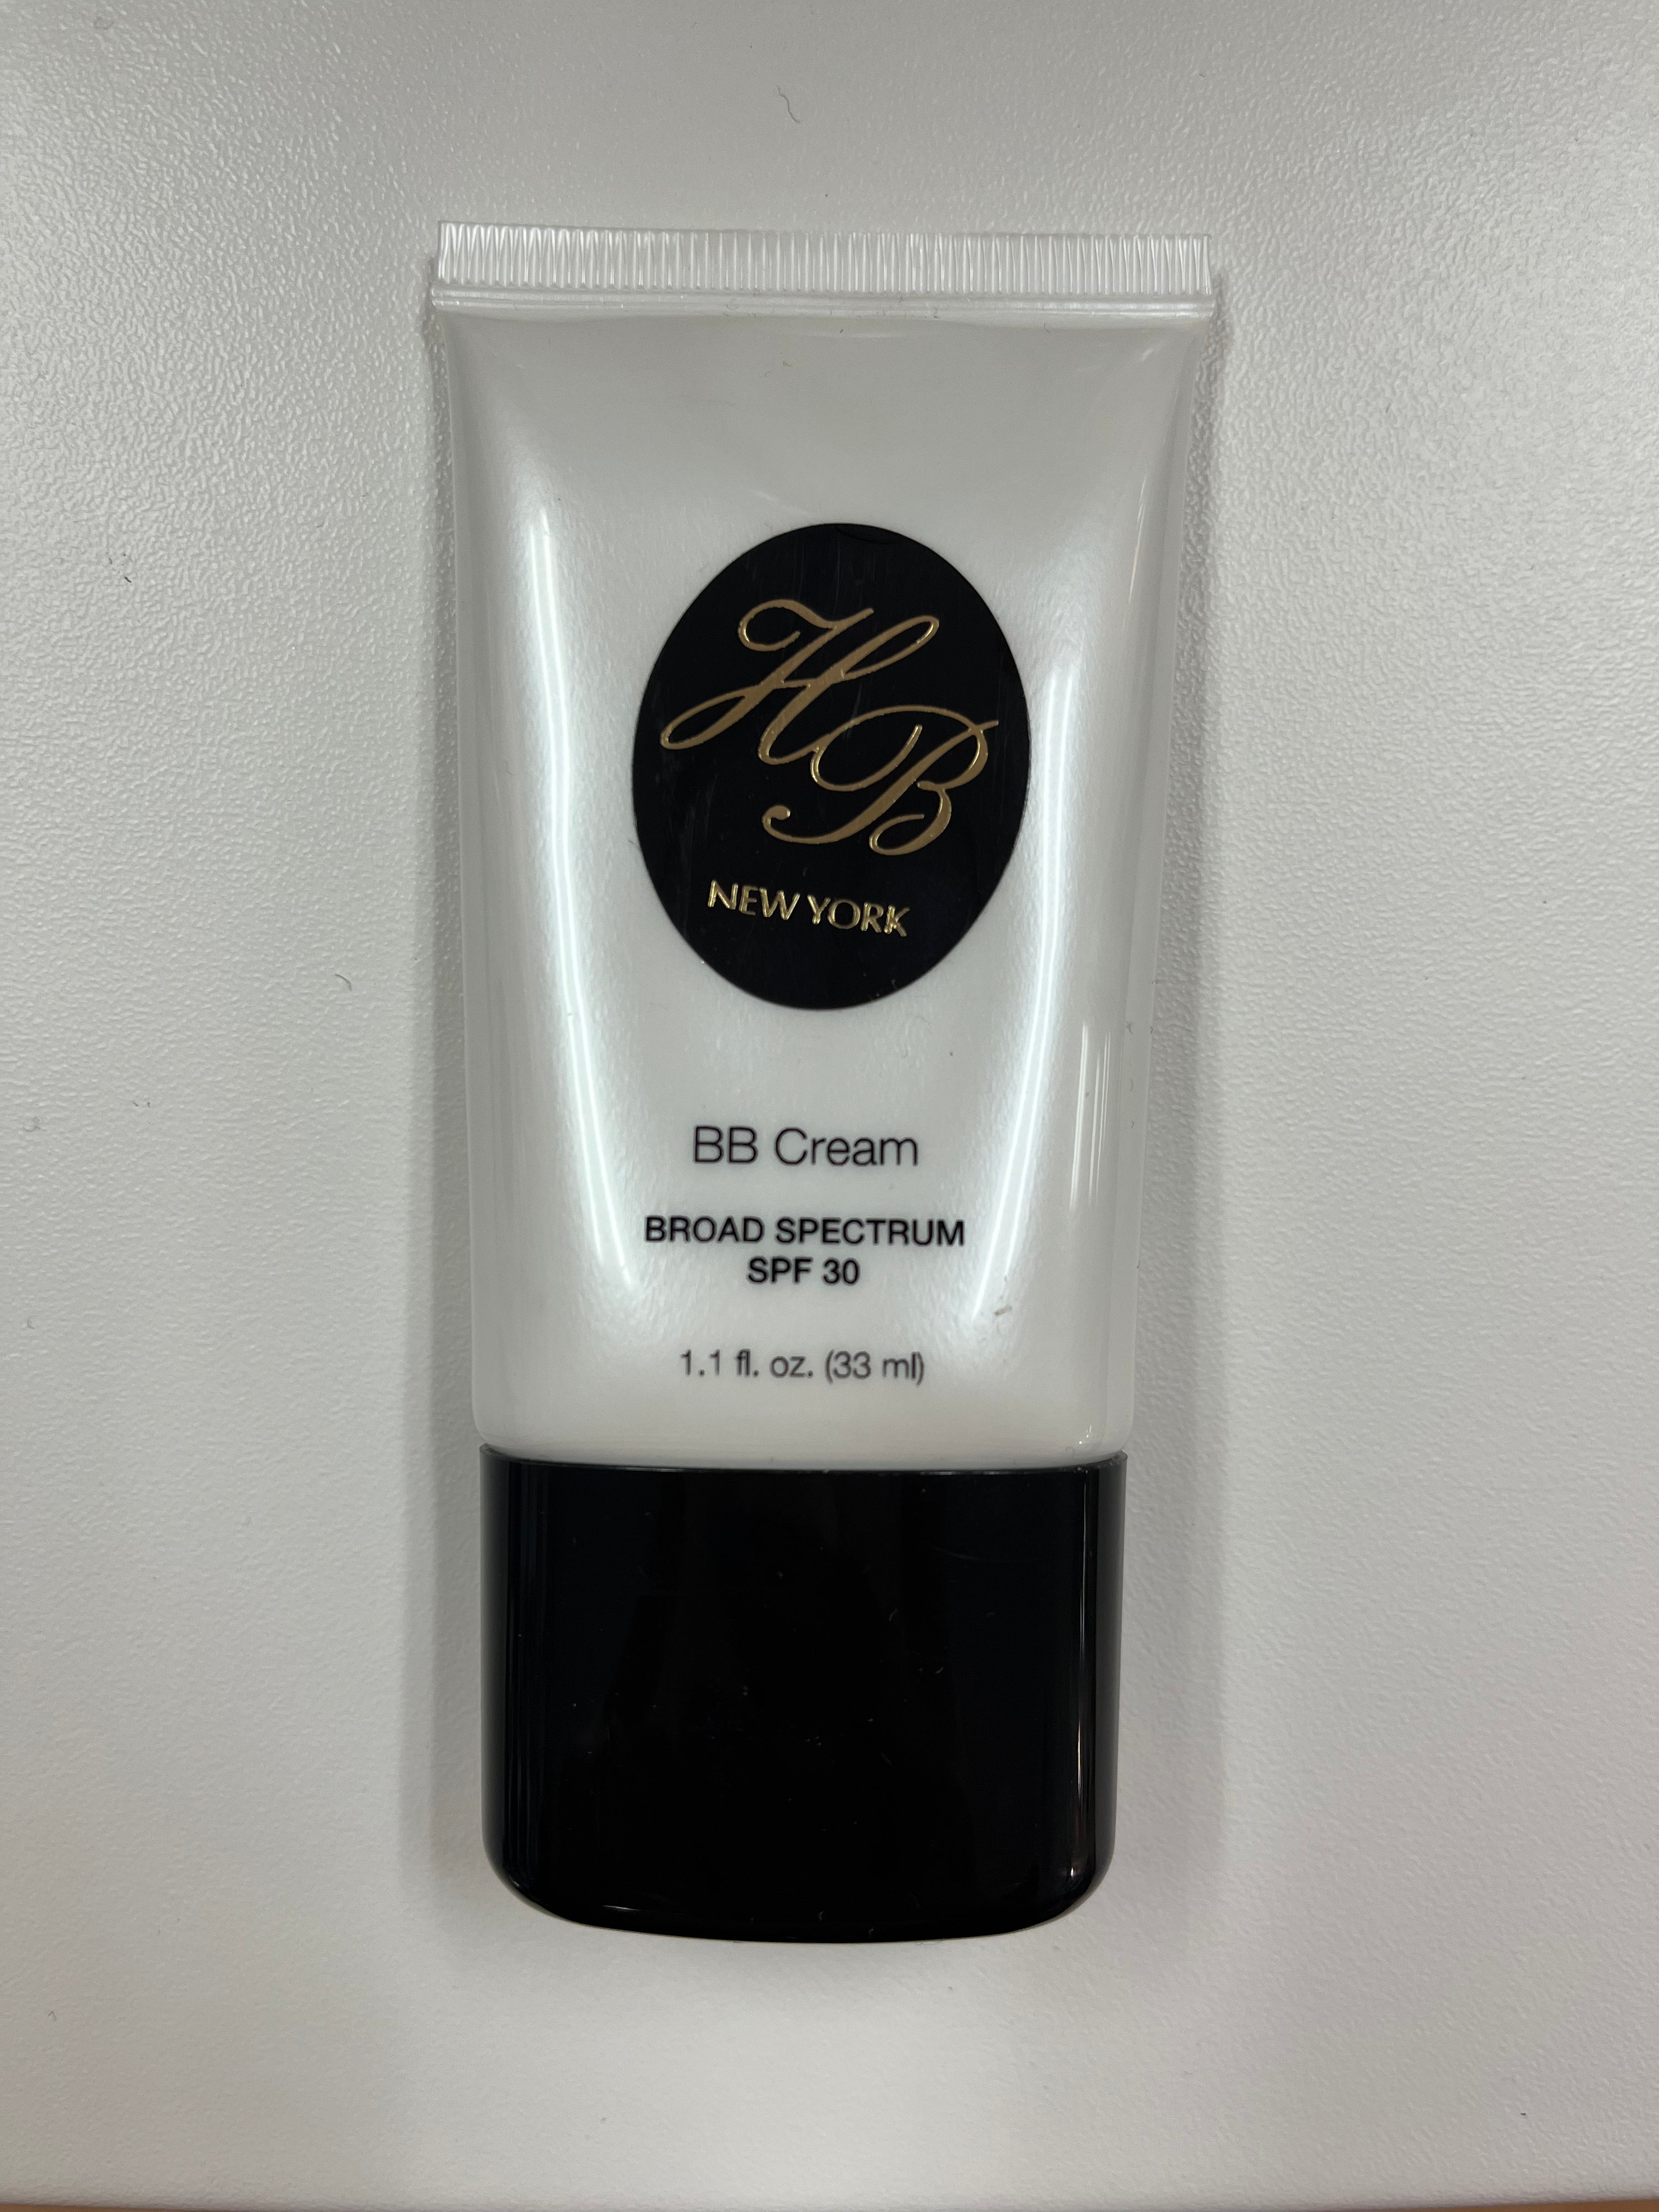 HB
NEW YORK
BB Cream
BROAD SPECTRUM
SPF 30
1.1 fl. oz. (33 ml)